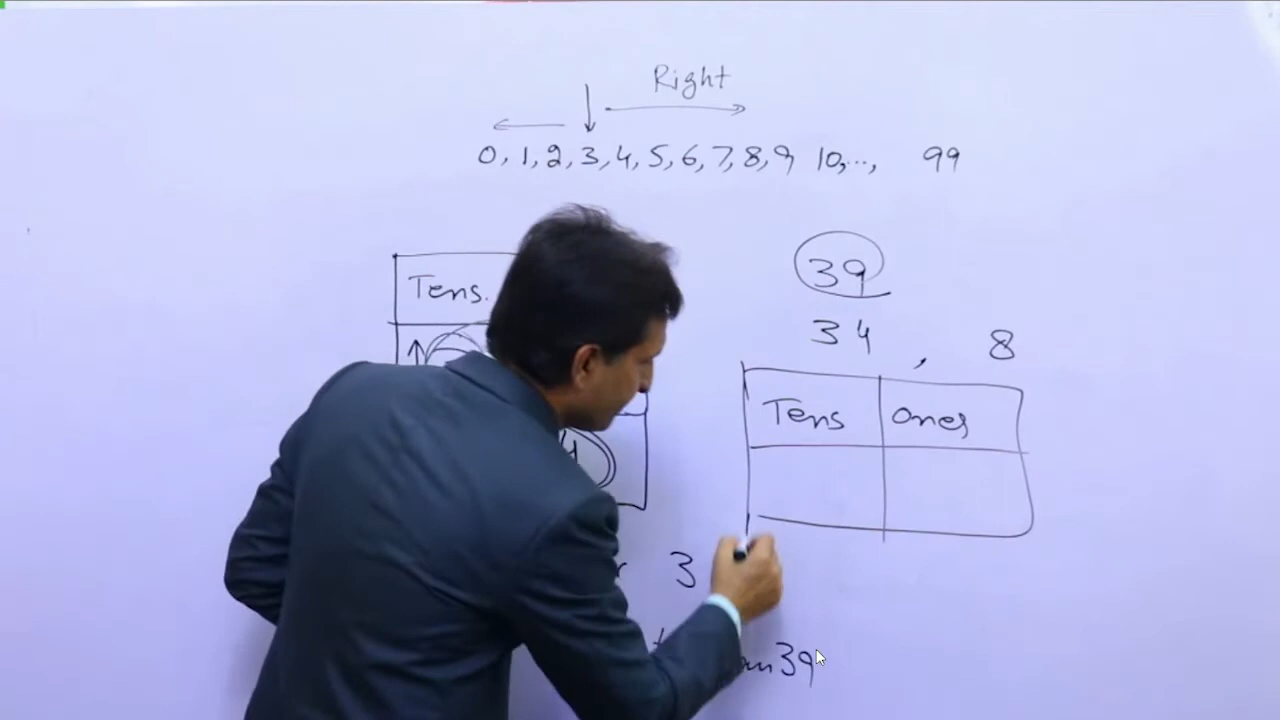 Right
0, 1, 2, 3, 4, 5, 6, 7, 8, 9 10, ..., 99
39
34 , 8
Tens.
Tens Ones
3
39